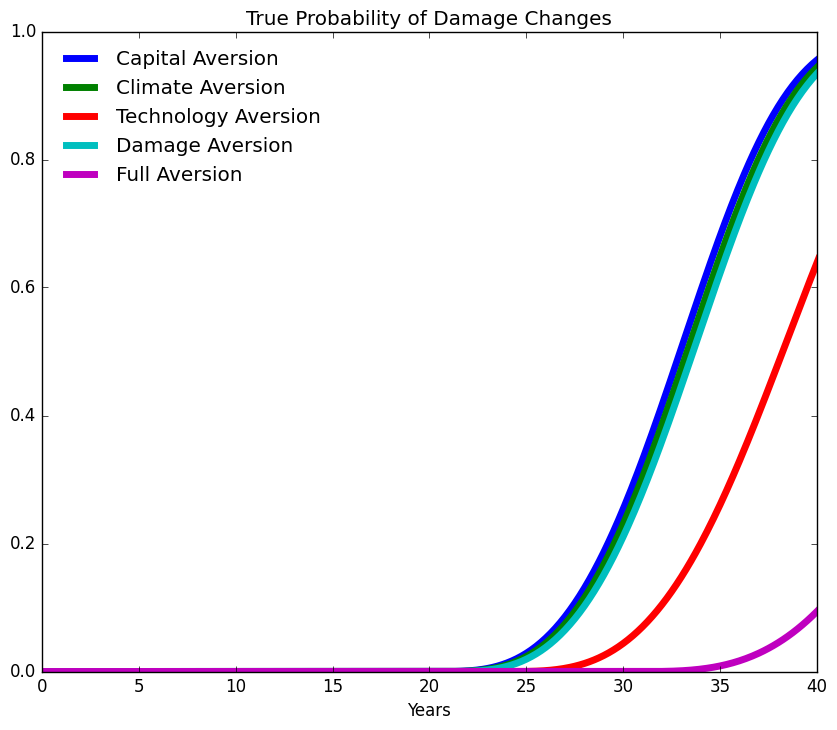 True Probability of Damage Changes
1.0
Capital Aversion
Climate Aversion
Technology Aversion
Damage Aversion
Full Aversion
0.8
0.6
0.4
0.2
0.0
0 5 10 15 20 25 30 35 40
Years